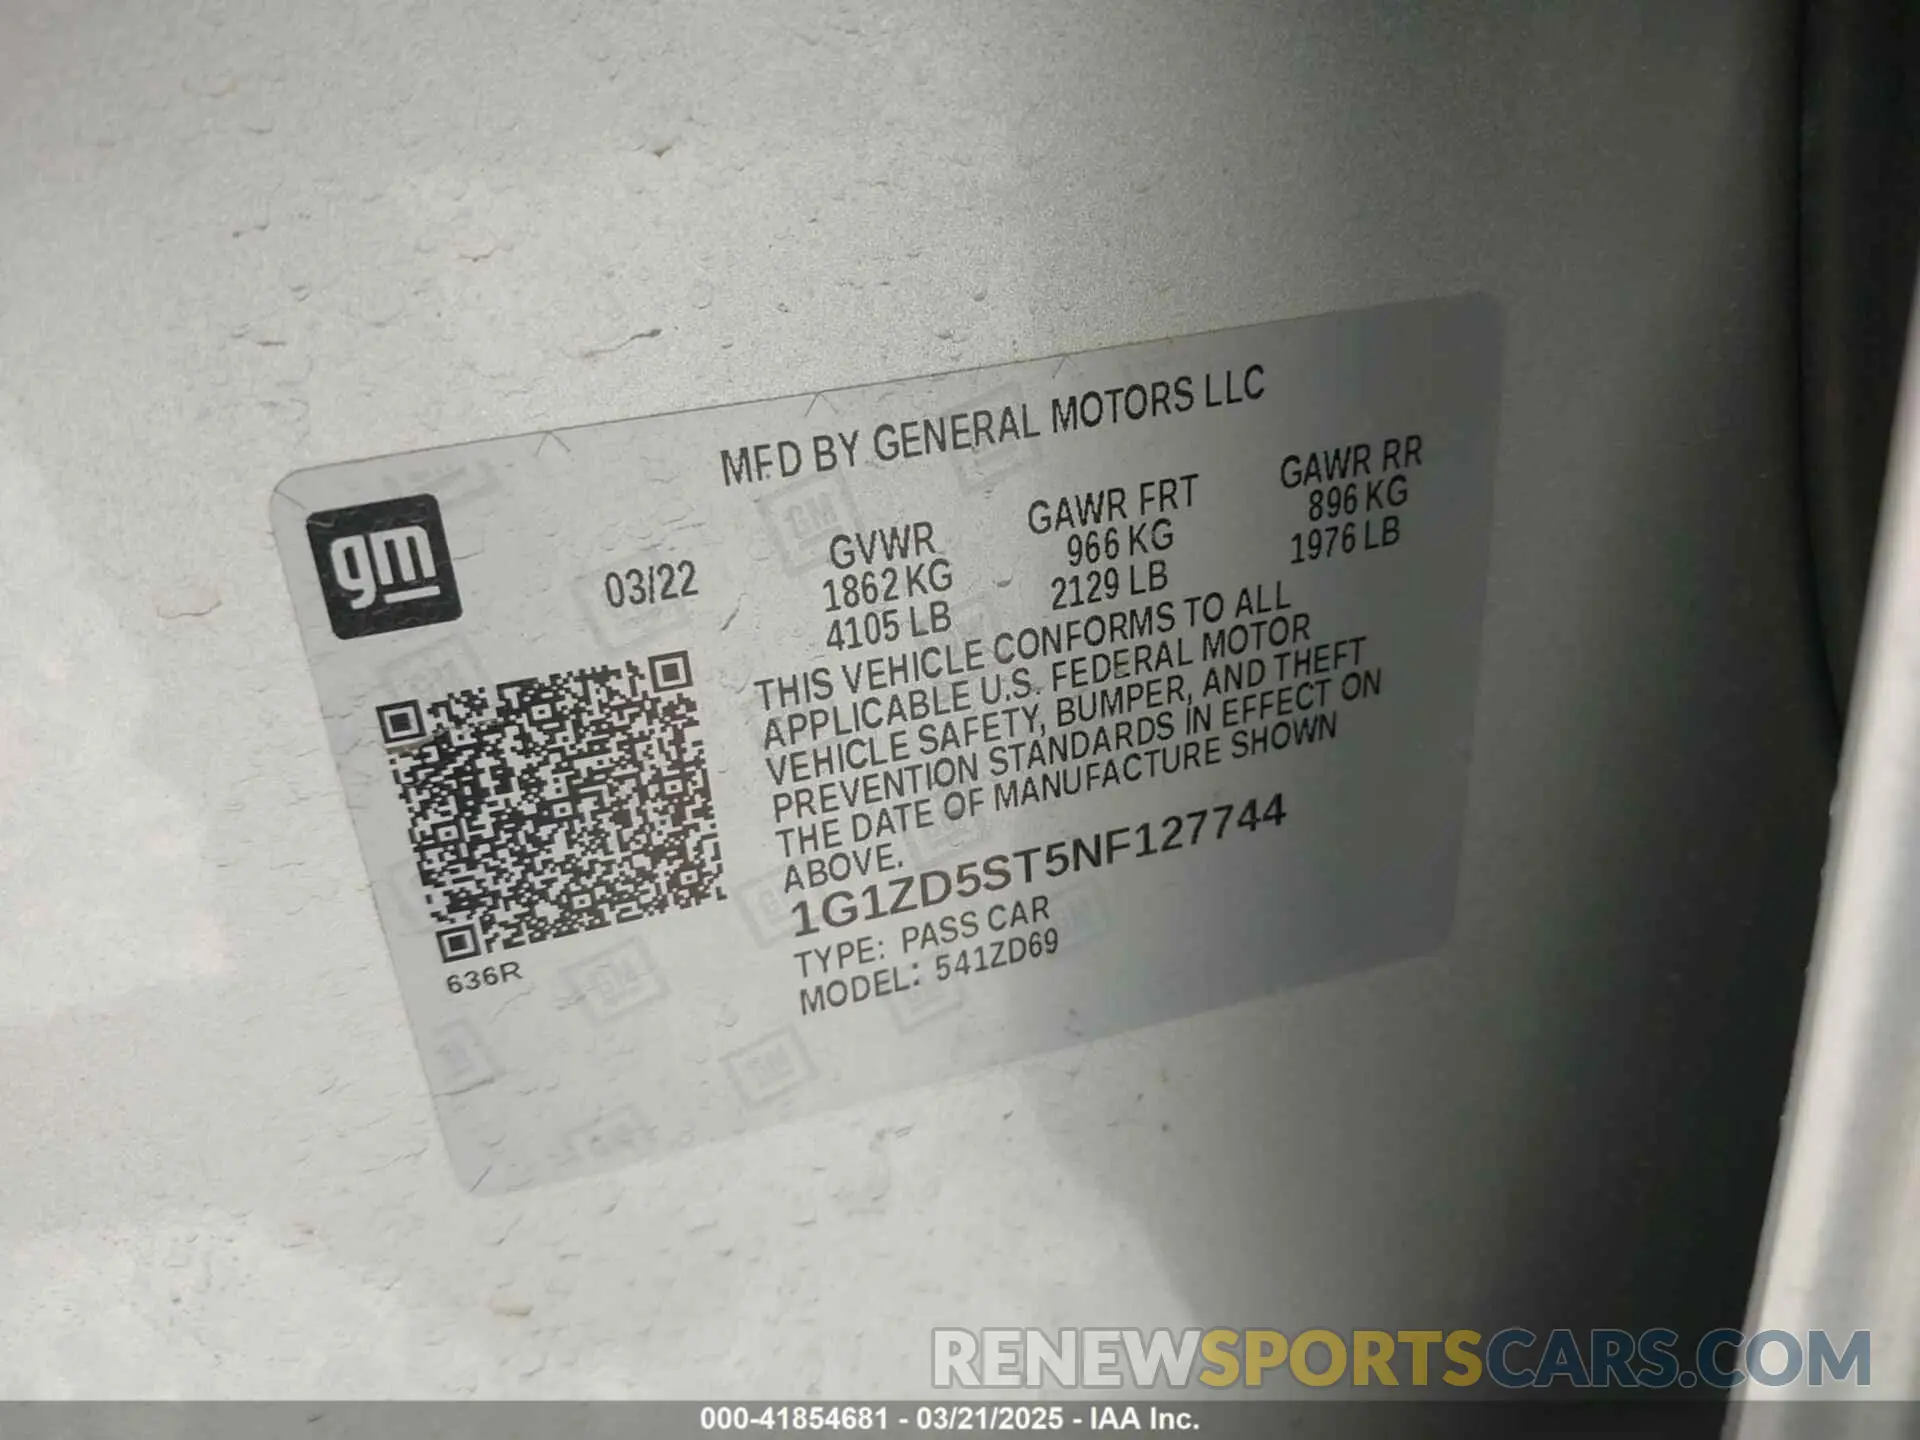 MFD BY GENERAL MOTORS LLC
gm
03/22
GVWR
1862 KG
4105 LB
GAWR FRT
966 KG
2129 LB
GAWR RR
896 KG
1976 LB
THIS VEHICLE CONFORMS TO ALL
APPLICABLE U.S. FEDERAL MOTOR
VEHICLE SAFETY, BUMPER, AND THEFT
PREVENTION STANDARDS IN EFFECT ON
THE DATE OF MANUFACTURE SHOWN
ABOVE.
1G1ZD5ST5NF127744
TYPE: PASS CAR
MODEL: 541ZD69
636R
RENEWSPORTSCARS.COM
000-41854681 - 03/21/2025 - IAA Inc.